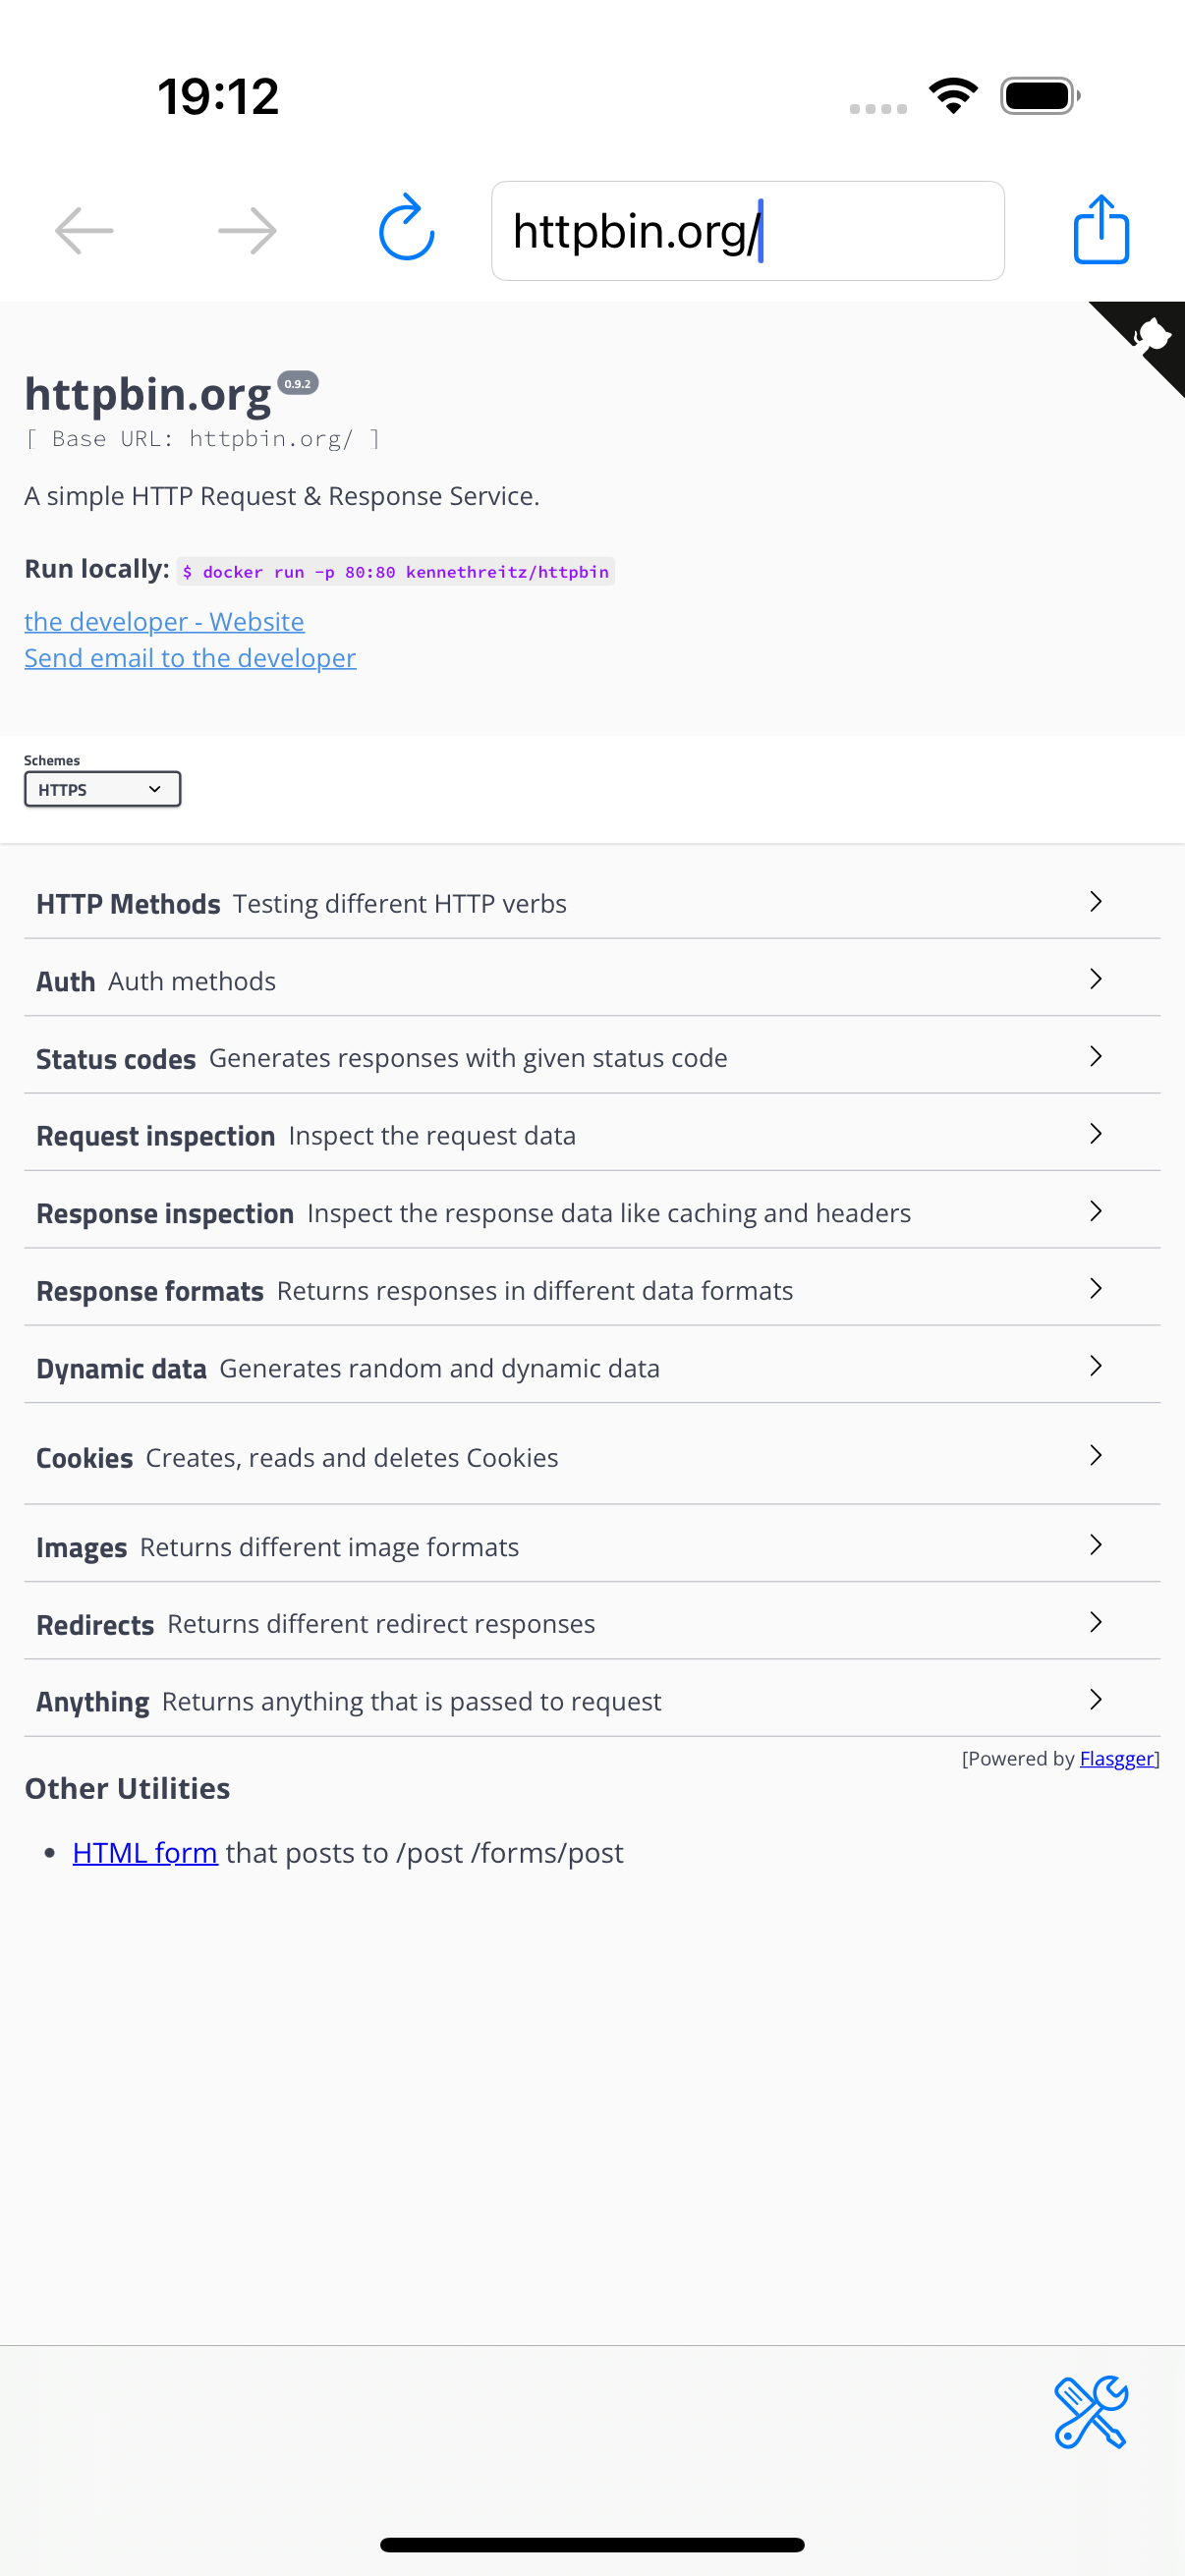 19:12
httpbin.org/
httpbin.org 0.9.2
[ Base URL: httpbin.org/ ]
A simple HTTP Request & Response Service.
Run locally: $ docker run -p 80:80 kennethreitz/httpbin
the developer - Website
Send email to the developer
Schemes
HTTPS
HTTP Methods Testing different HTTP verbs
Auth Auth methods
Status codes Generates responses with given status code
Request inspection Inspect the request data
Response inspection Inspect the response data like caching and headers
Response formats Returns responses in different data formats
Dynamic data Generates random and dynamic data
Cookies Creates, reads and deletes Cookies
Images Returns different image formats
Redirects Returns different redirect responses
Anything Returns anything that is passed to request
[Powered by Flasgger]
Other Utilities
• HTML form that posts to /post /forms/post